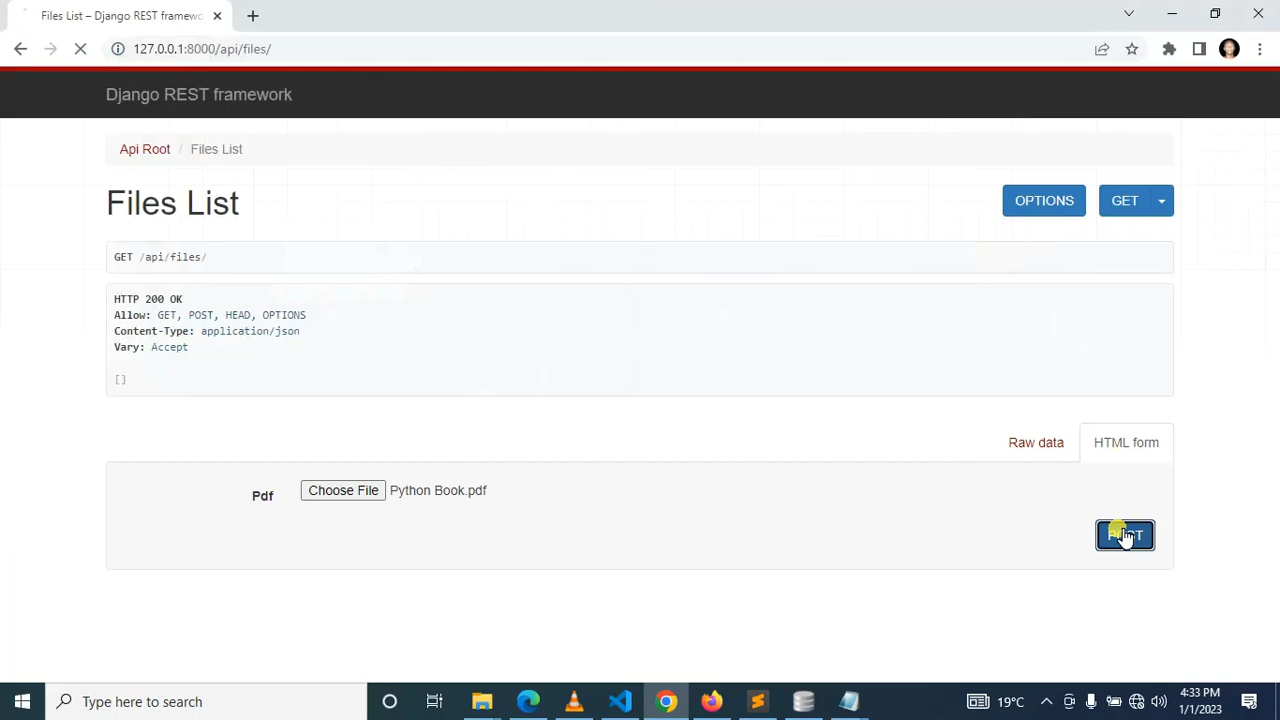 Files List – Django REST framewo
127.0.0.1:8000/api/files/
Django REST framework
Api Root / Files List
Files List
OPTIONS
GET
GET /api/files/
HTTP 200 OK
Allow: GET, POST, HEAD, OPTIONS
Content-Type: application/json
Vary: Accept
[]
Raw data
HTML form
Pdf
Choose File Python Book.pdf
POST
Type here to search
19°C
4:33 PM
1/1/2023